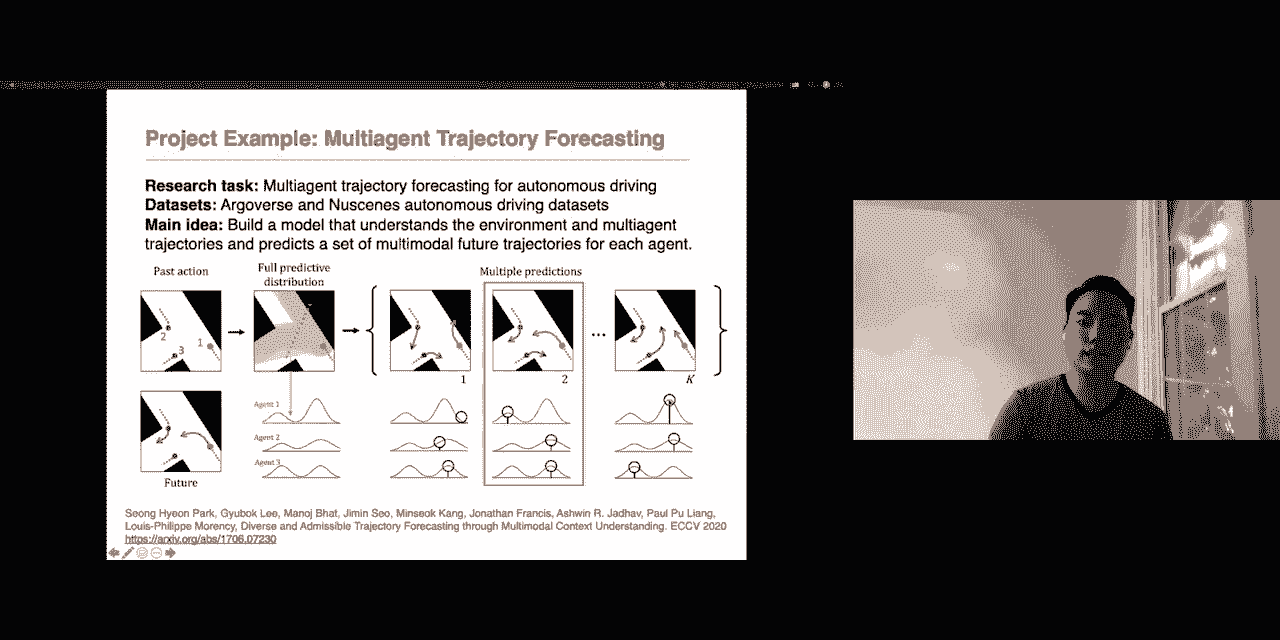 Project Example: Multiagent Trajectory Forecasting
Research task: Multiagent trajectory forecasting for autonomous driving
Datasets: Argoverse and Nuscenes autonomous driving datasets
Main idea: Build a model that understands the environment and multiagent
trajectories and predicts a set of multimodal future trajectories for each agent.
Past action
Full predictive
distribution
Multiple predictions
2
3
1
...
1
2
K
Agent 1
Agent 2
Agent 3
Future
Seong Hyeon Park, Gyubok Lee, Manoj Bhat, Jimin Seo, Minseok Kang, Jonathan Francis, Ashwin R. Jadhav, Paul Pu Liang,
Louis-Philippe Morency, Diverse and Admissible Trajectory Forecasting through Multimodal Context Understanding. ECCV 2020
https://arxiv.org/abs/1706.07230